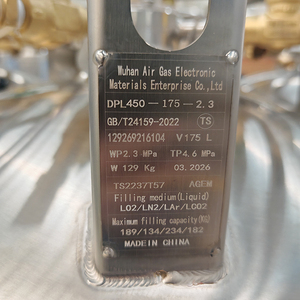 Wuhan Air Gas Electronic
Materials Enterprise Co.,Ltd
DPL450-175-2.3
GB/T24159-2022 TS
129269216104 V175 L
WP2.3 MPa TP4.6 MPa
W 129 Kg 03.2026
TS2237T57 AGEM
Filling medium(Liquid)
LO2/LN2/LAr/LCO2
Maximum filling capacity(KG)
189/134/234/182
MADE IN CHINA